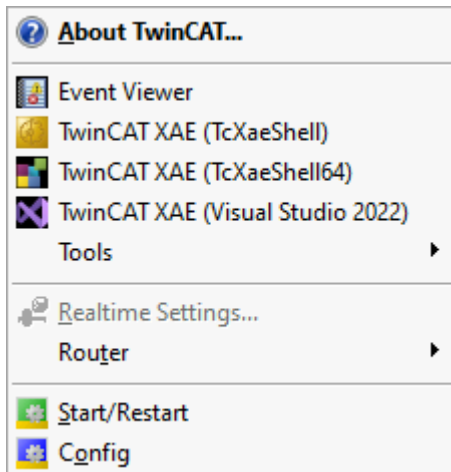 About TwinCAT...
Event Viewer
TwinCAT XAE (TcXaeShell)
TwinCAT XAE (TcXaeShell64)
TwinCAT XAE (Visual Studio 2022)
Tools
Realtime Settings...
Router
Start/Restart
Config